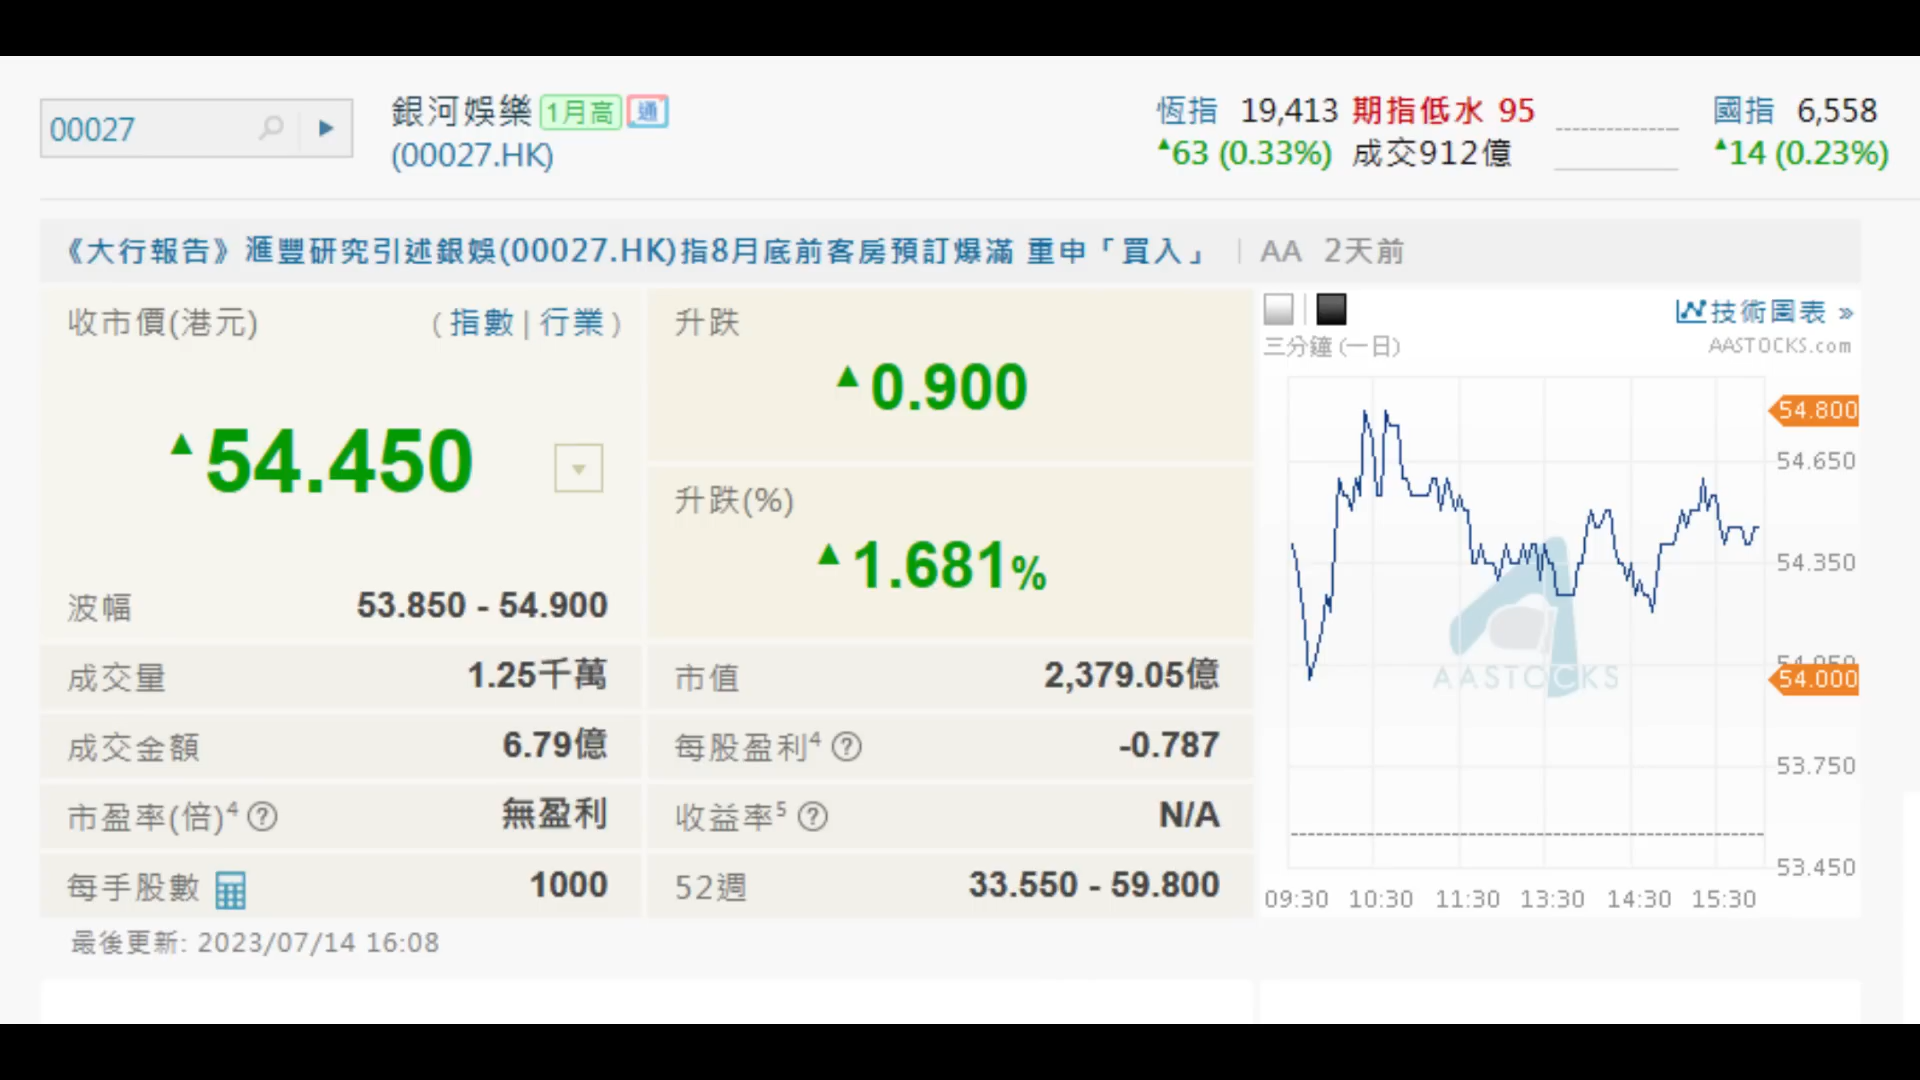 00027
銀河娛樂 1月高 通
(00027.HK)
恆指 19,413 期指低水 95
▲63 (0.33%) 成交912億
國指 6,558
▲14 (0.23%)
《大行報告》滙豐研究引述銀娛(00027.HK)指8月底前客房預訂爆滿 重申「買入」 | AA 2天前
收市價(港元) (指數|行業)
▲54.450
波幅 53.850 - 54.900
升跌
▲0.900
升跌(%)
▲1.681%
成交量 1.25千萬
市值 2,379.05億
成交金額 6.79億
每股盈利4 ? -0.787
市盈率(倍)4 ? 無盈利
收益率5 ? N/A
每手股數 1000
52週 33.550 - 59.800
最後更新: 2023/07/14 16:08
技術圖表 »
三分鐘 (一日) AASTOCKS.com
54.800
54.650
54.350
54.050
54.000
53.750
53.450
AASTOCKS
09:30 10:30 11:30 13:30 14:30 15:30